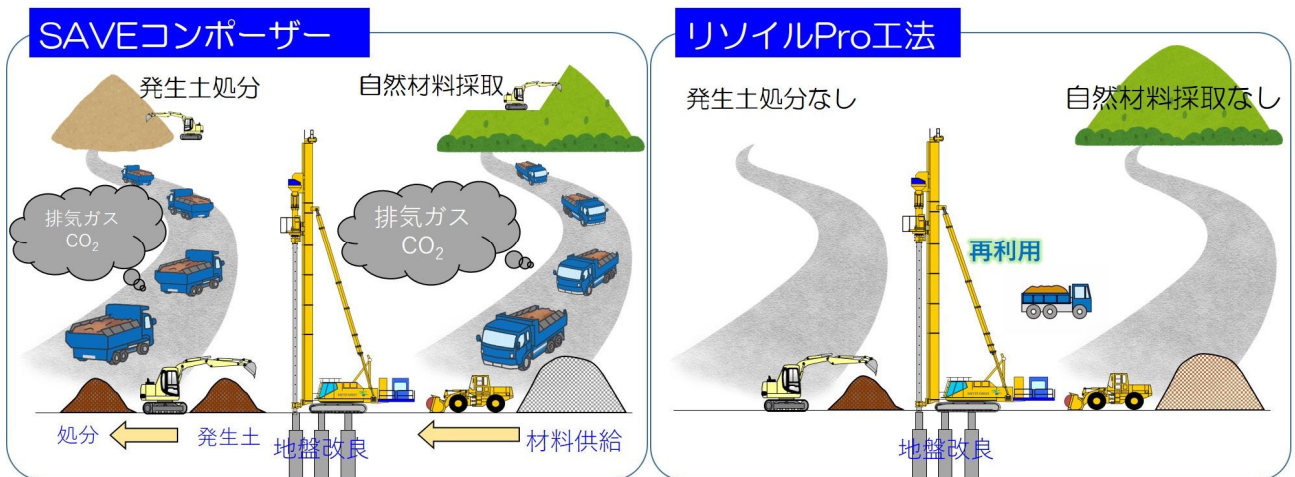 SAVEコンポーザー
発生土処分
自然材料採取
排気ガス
CO₂
排気ガス
CO₂
処分
発生土
地盤改良
材料供給
リソイルPro工法
発生土処分なし
自然材料採取なし
再利用
地盤改良